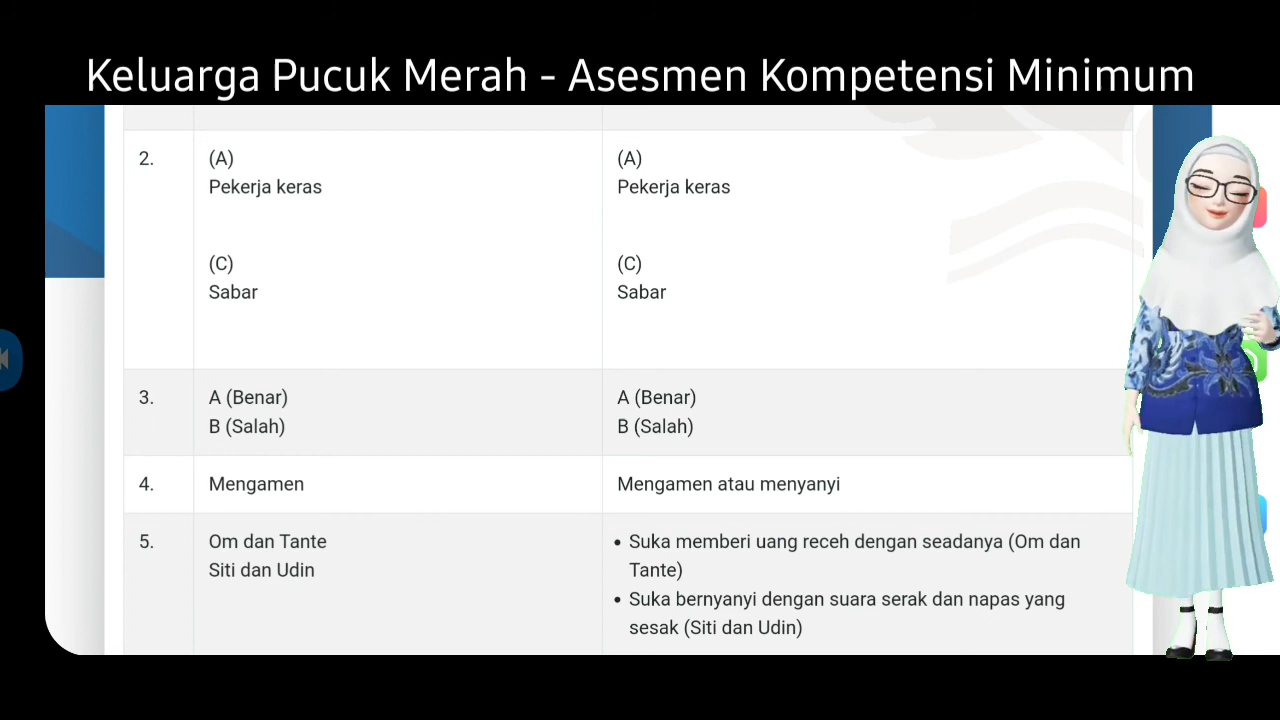 Keluarga Pucuk Merah - Asesmen Kompetensi Minimum
2.
(A)
Pekerja keras
(C)
Sabar
(A)
Pekerja keras
(C)
Sabar
3.
A (Benar)
B (Salah)
A (Benar)
B (Salah)
4.
Mengamen
Mengamen atau menyanyi
5.
Om dan Tante
Siti dan Udin
• Suka memberi uang receh dengan seadanya (Om dan
Tante)
• Suka bernyanyi dengan suara serak dan napas yang
sesak (Siti dan Udin)